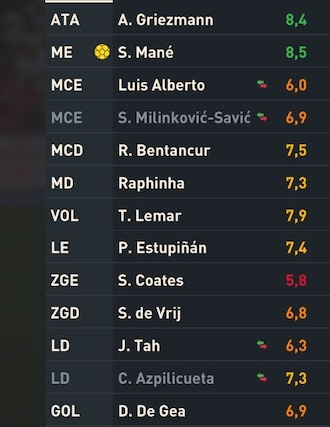 ATA A. Griezmann 8,4
ME S. Mané 8,5
MCE Luis Alberto 6,0
MCE S. Milinković-Savić 6,9
MCD R. Bentancur 7,5
MD Raphinha 7,3
VOL T. Lemar 7,9
LE P. Estupiñán 7,4
ZGE S. Coates 5,8
ZGD S. de Vrij 6,8
LD J. Tah 6,3
LD C. Azpilicueta 7,3
GOL D. De Gea 6,9